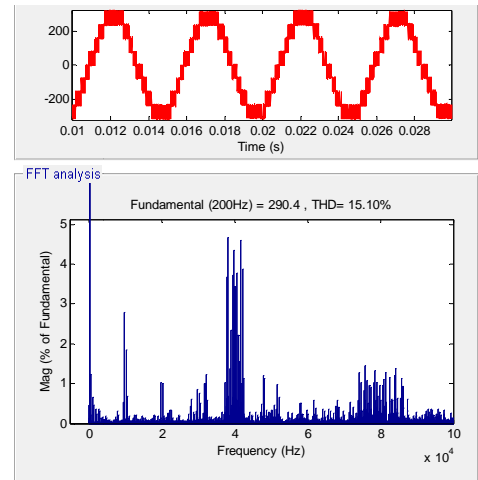 200
0
-200
0.01 0.012 0.014 0.016 0.018 0.02 0.022 0.024 0.026 0.028
Time (s)
FFT analysis
Fundamental (200Hz) = 290.4 , THD= 15.10%
5
4
3
2
1
0
Mag (% of Fundamental)
0 2 4 6 8 10
Frequency (Hz)
x 10^4